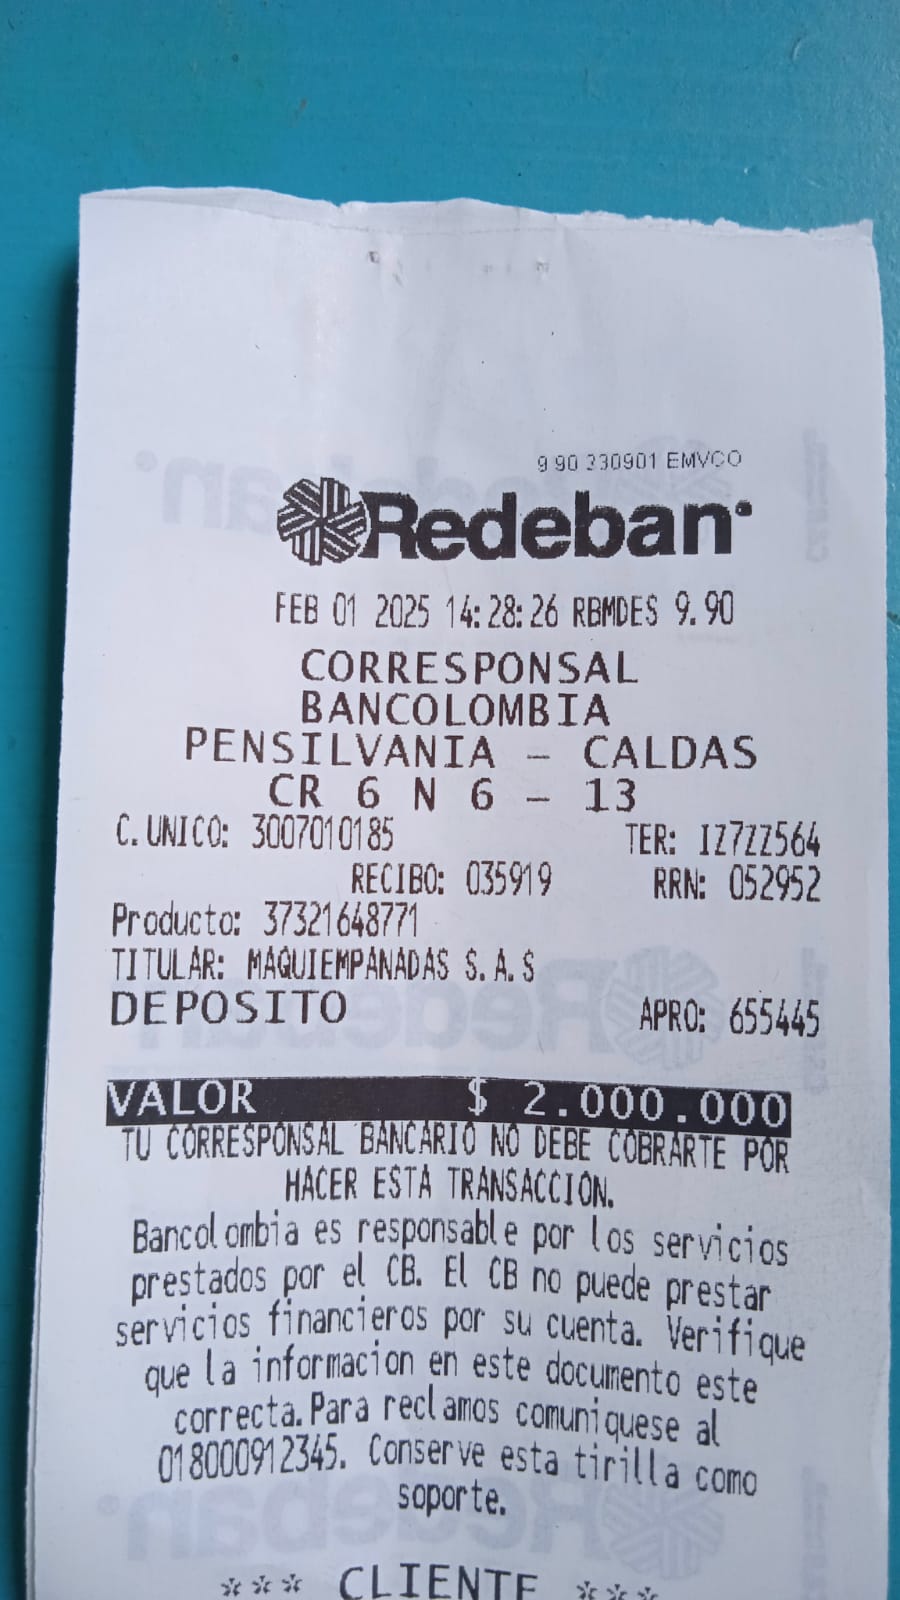 9 90 230901 EMVCO
Redeban
FEB 01 2025 14:28:26 RBMDES 9.90
CORRESPONSAL
BANCOLOMBIA
PENSILVANIA - CALDAS
CR 6 N 6 - 13
C.UNICO: 3007010185 TER: IZ7ZZ564
RECIBO: 035919 RRN: 052952
Producto: 37321648771
TITULAR: MAQUIEMPANADAS S.A.S
DEPOSITO APRO: 655445
VALOR $ 2.000.000
TU CORRESPONSAL BANCARIO NO DEBE COBRARTE POR
HACER ESTA TRANSACCION.
Bancolombia es responsable por los servicios
prestados por el CB. El CB no puede prestar
servicios financieros por su cuenta. Verifique
que la informacion en este documento este
correcta.Para reclamos comuniquese al
018000912345. Conserve esta tirilla como
soporte.
*** CLIENTE ***